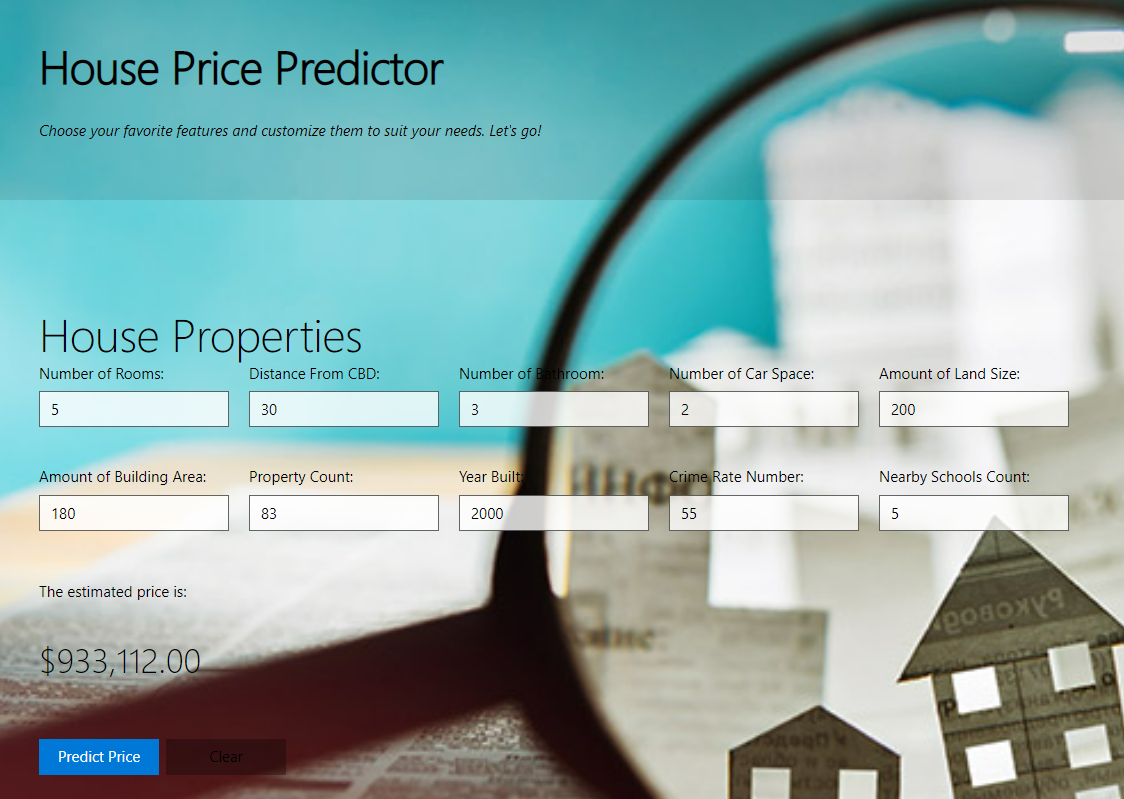 House Price Predictor
Choose your favorite features and customize them to suit your needs. Let's go!
House Properties
Number of Rooms: Distance From CBD: Number of Bathroom: Number of Car Space: Amount of Land Size:
5 30 3 2 200
Amount of Building Area: Property Count: Year Built: Crime Rate Number: Nearby Schools Count:
180 83 2000 55 5
The estimated price is:
$933,112.00
Predict Price Clear